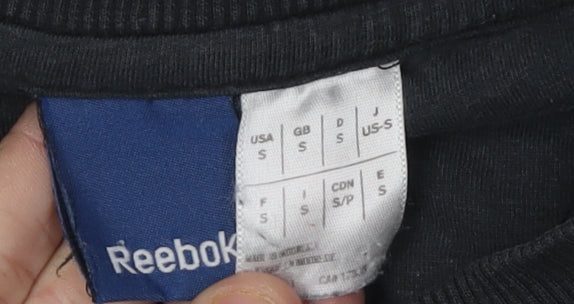 Reebok
USA GB D J
S S S US-S
F I CDN E
S S S/P S